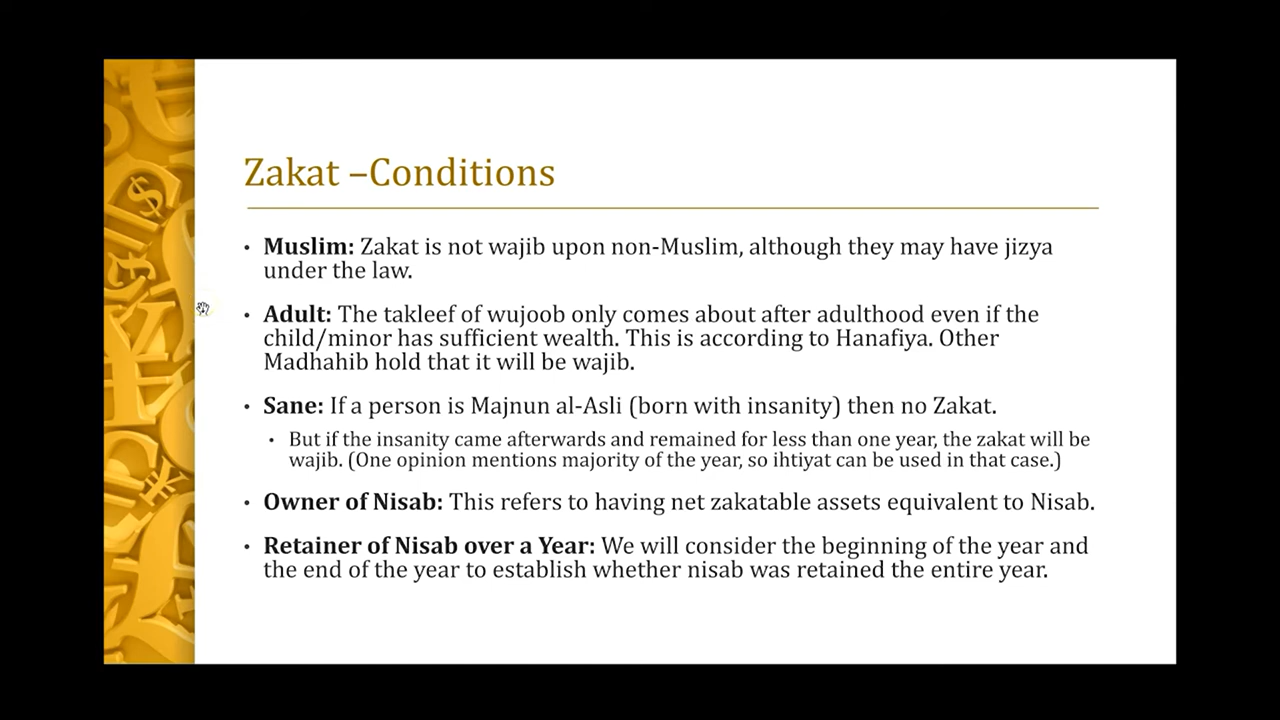 Zakat –Conditions
• Muslim: Zakat is not wajib upon non-Muslim, although they may have jizya
under the law.
• Adult: The takleef of wujoob only comes about after adulthood even if the
child/minor has sufficient wealth. This is according to Hanafiya. Other
Madhahib hold that it will be wajib.
• Sane: If a person is Majnun al-Asli (born with insanity) then no Zakat.
• But if the insanity came afterwards and remained for less than one year, the zakat will be
wajib. (One opinion mentions majority of the year, so ihtiyat can be used in that case.)
• Owner of Nisab: This refers to having net zakatable assets equivalent to Nisab.
• Retainer of Nisab over a Year: We will consider the beginning of the year and
the end of the year to establish whether nisab was retained the entire year.